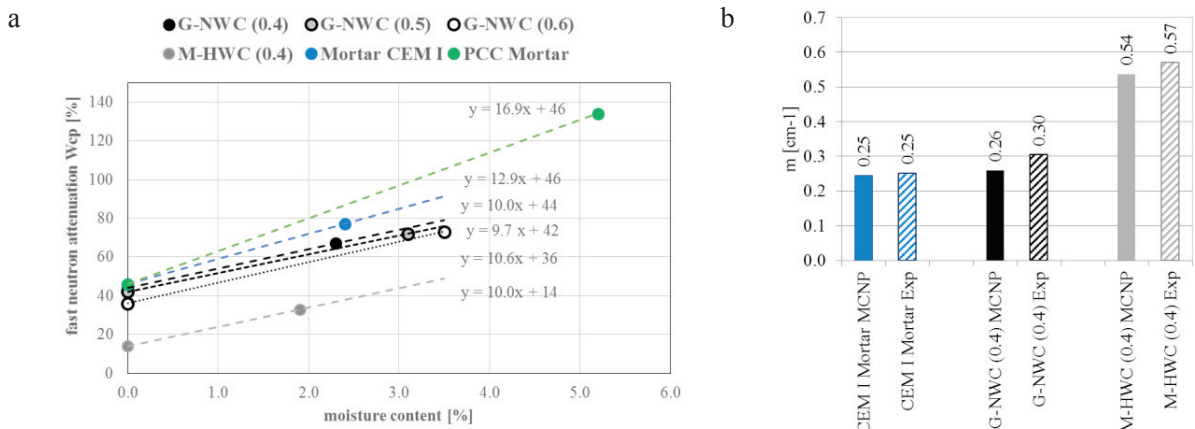 a
G-NWC (0.4) G-NWC (0.5) G-NWC (0.6)
M-HWC (0.4) Mortar CEM I PCC Mortar
fast neutron attenuation Wcp [%]
140
120
100
80
60
40
20
0
y = 16.9x + 46
y = 12.9x + 46
y = 10.0x + 44
y = 9.7x + 42
y = 10.6x + 36
y = 10.0x + 14
0.0 1.0 2.0 3.0 4.0 5.0 6.0
moisture content [%]
b
m [cm-1]
0.7
0.6
0.5
0.4
0.3
0.2
0.1
0.0
0.25
0.25
0.26
0.30
0.54
0.57
CEM I Mortar MCNP
CEM I Mortar Exp
G-NWC (0.4) MCNP
G-NWC (0.4) Exp
M-HWC (0.4) MCNP
M-HWC (0.4) Exp